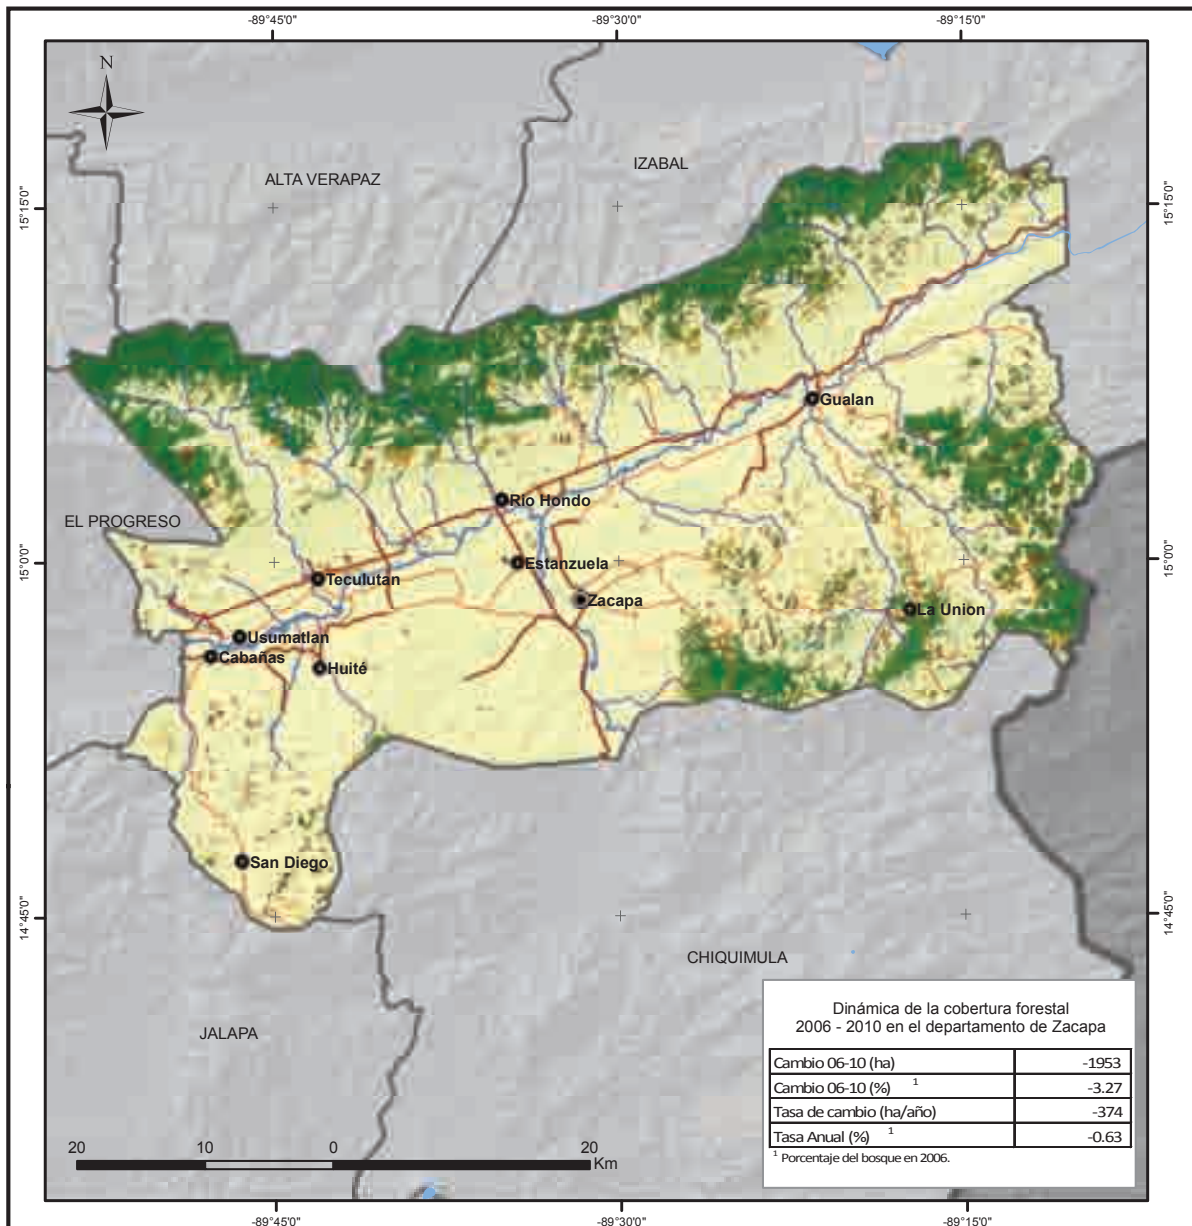 -89°45'0"
-89°30'0"
-89°15'0"
N
IZABAL
ALTA VERAPAZ
15°15'0"
15°15'0"
Gualan
Rio Hondo
EL PROGRESO
15°0'0"
15°0'0"
Estanzuela
Teculutan
Zacapa
La Union
Usumatlan
Cabañas
Huité
San Diego
14°45'0"
14°45'0"
CHIQUIMULA
JALAPA
Dinámica de la cobertura forestal
2006 - 2010 en el departamento de Zacapa
Cambio 06-10 (ha) -1953
Cambio 06-10 (%) 1 -3.27
Tasa de cambio (ha/año) -374
Tasa Anual (%) 1 -0.63
1 Porcentaje del bosque en 2006.
20 10 0 20
Km
-89°45'0"
-89°30'0"
-89°15'0"